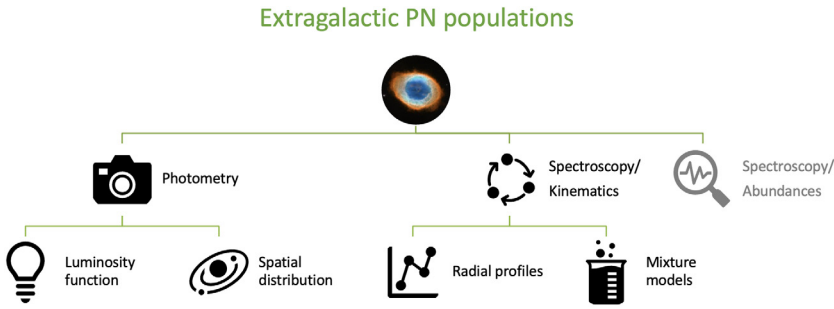 Extragalactic PN populations
Photometry
Spectroscopy/
Kinematics
Spectroscopy/
Abundances
Luminosity
function
Spatial
distribution
Radial profiles
Mixture
models